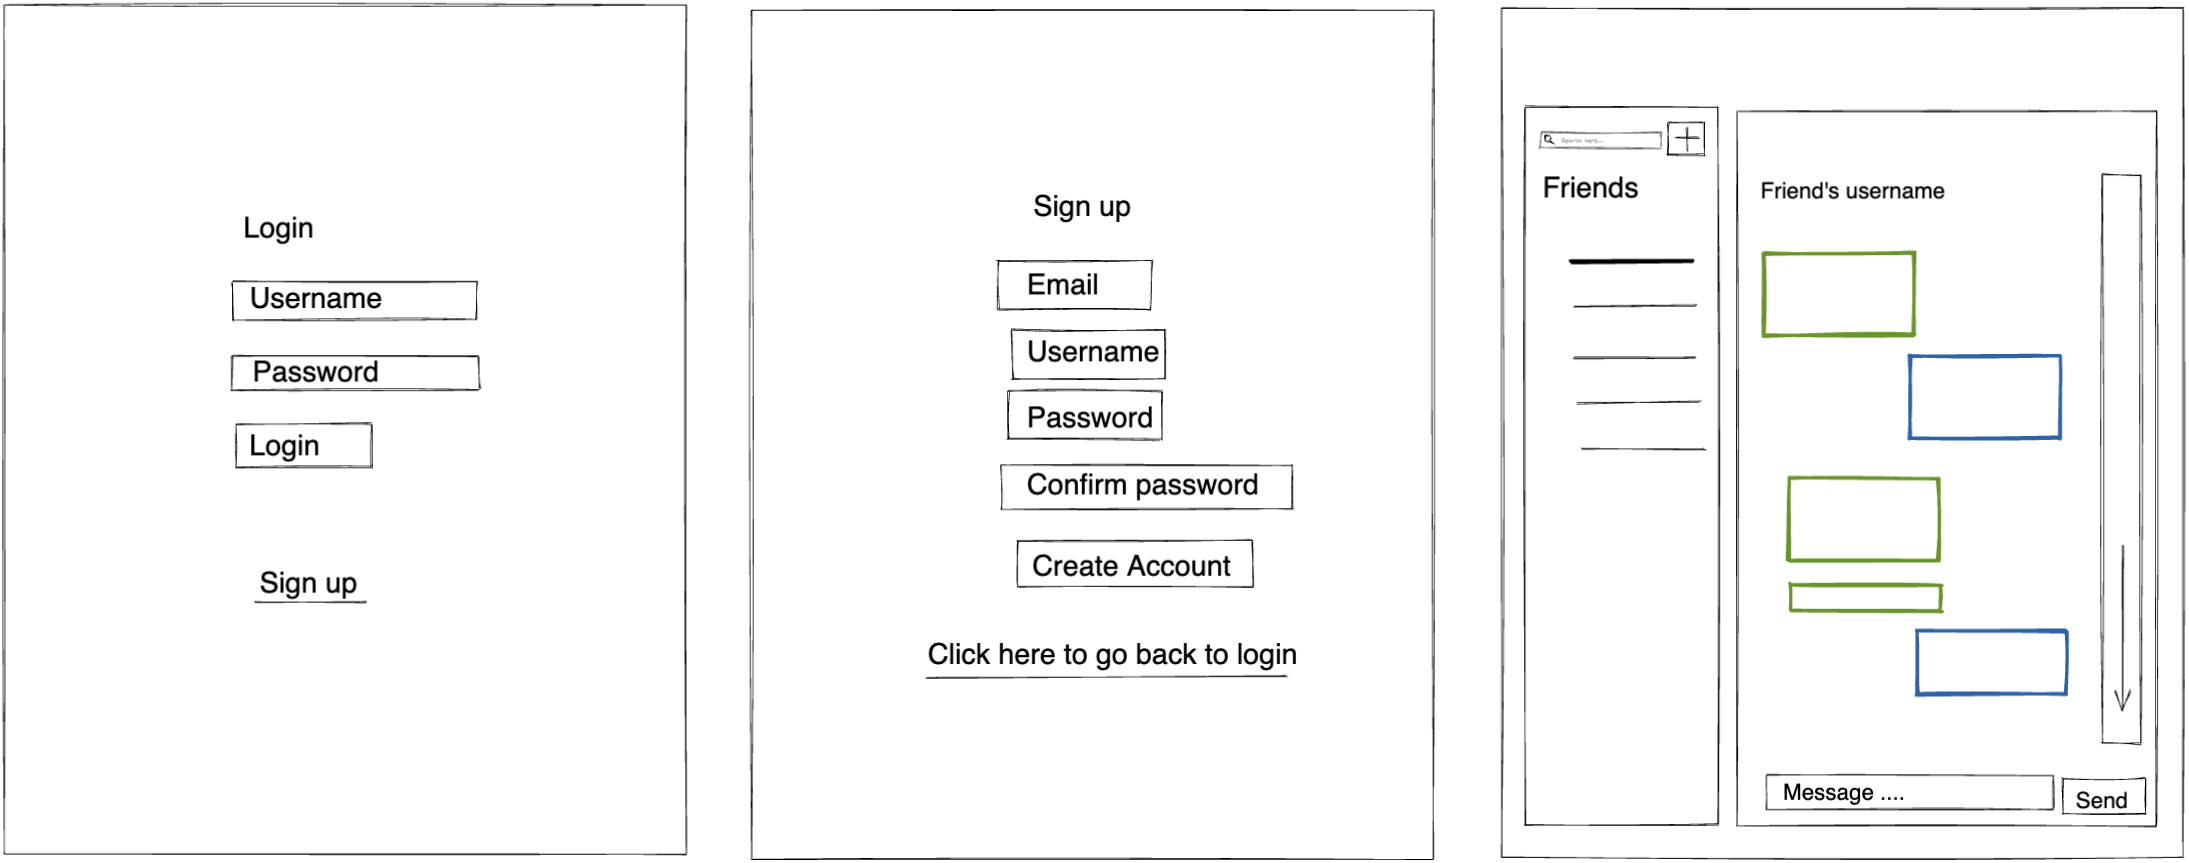 Login
Username
Password
Login
Sign up
Sign up
Email
Username
Password
Confirm password
Create Account
Click here to go back to login
Search here...
Friends
Friend's username
Message ....
Send